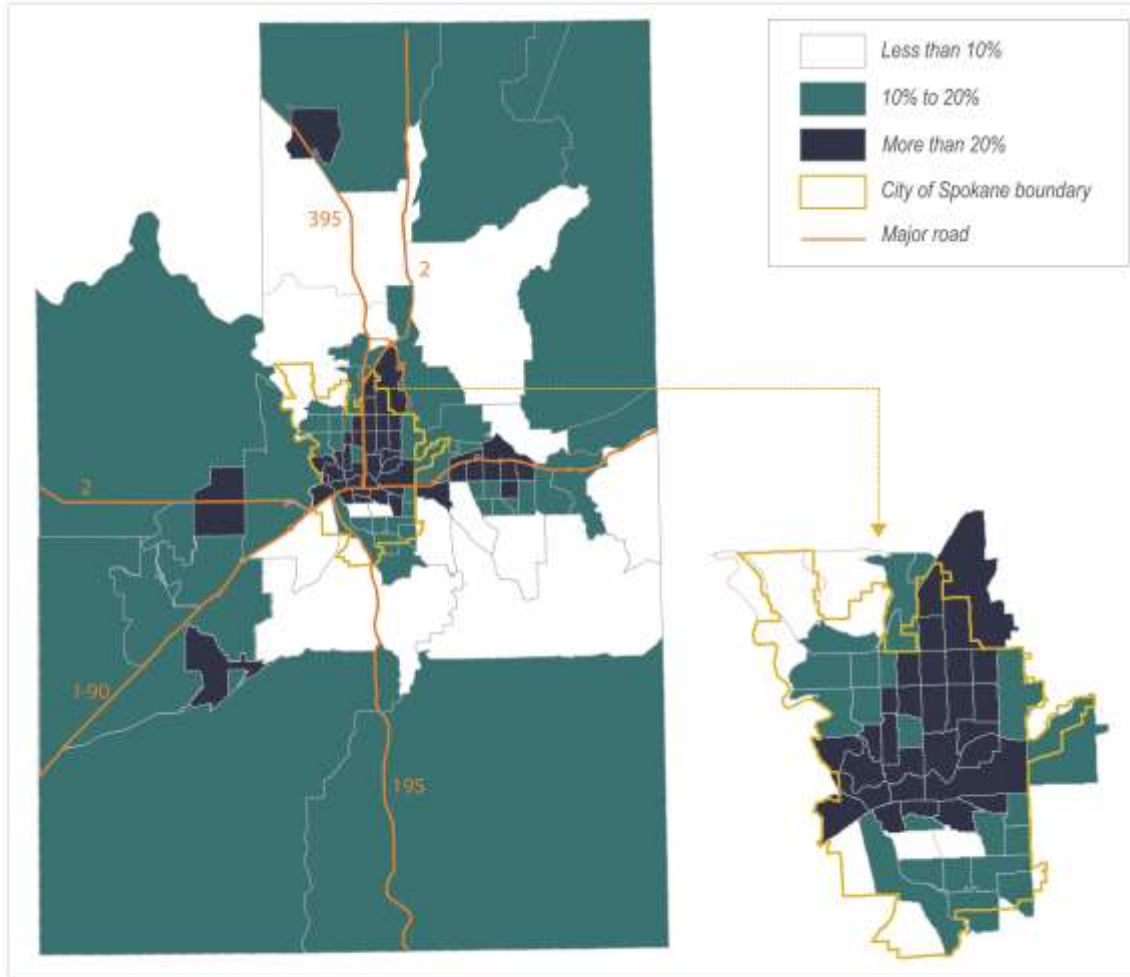 Less than 10%
10% to 20%
More than 20%
City of Spokane boundary
Major road
395
2
2
I-90
195